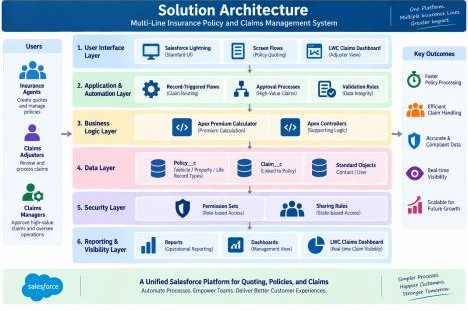 Solution Architecture
Multi-Line Insurance Policy and Claims Management System
One Platform.
Multiple Insurance Lines.
Greater Impact.
Users
Insurance
Agents
Create quotes and
manage policies
Claims
Adjusters
Review and
process claims
Claims
Managers
Approve high-value
claims and oversee
operations
1. User Interface
Layer
Salesforce Lightning
(Standard UI)
Screen Flows
(Policy Quoting)
LWC Claims Dashboard
(Adjuster View)
2. Application &
Automation Layer
Record-Triggered Flows
(Claim Routing)
Approval Processes
(High-Value Claims)
Validation Rules
(Data Integrity)
3. Business
Logic Layer
Apex Premium Calculator
(Premium Calculation)
Apex Controllers
(Supporting Logic)
4. Data Layer
Policy__c
(Vehicle / Property / Life
Record Types)
Claim__c
(Linked to Policy)
Standard Objects
Contact | User
5. Security Layer
Permission Sets
(Role-based Access)
Sharing Rules
(State-based Access)
6. Reporting &
Visibility Layer
Reports
(Operational Reporting)
Dashboards
(Management View)
LWC Claims Dashboard
(Real-time Claim Visibility)
Key Outcomes
Faster
Policy Processing
Efficient
Claim Handling
Accurate &
Compliant Data
Real-time
Visibility
Scalable for
Future Growth
salesforce
A Unified Salesforce Platform for Quoting, Policies, and Claims
Automate Processes. Empower Teams. Deliver Better Customer Experiences.
Simpler Processes
Happier Customers.
Stronger Tomorrow.